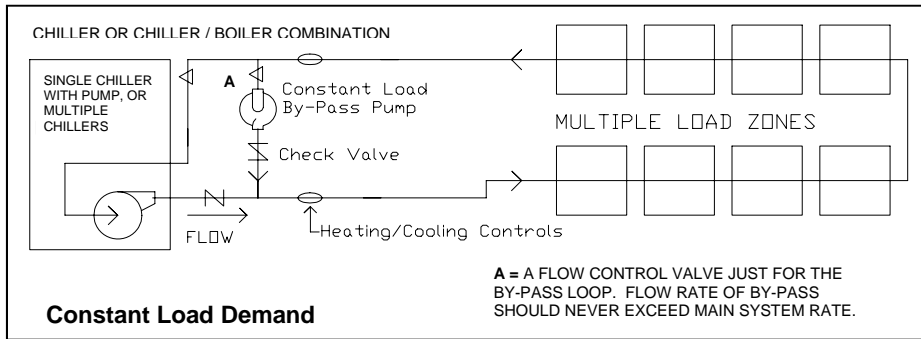 CHILLER OR CHILLER / BOILER COMBINATION
SINGLE CHILLER
WITH PUMP, OR
MULTIPLE
CHILLERS
A
Constant Load
By-Pass Pump
Check Valve
MULTIPLE LOAD ZONES
FLOW
Heating/Cooling Controls
A = A FLOW CONTROL VALVE JUST FOR THE
BY-PASS LOOP. FLOW RATE OF BY-PASS
SHOULD NEVER EXCEED MAIN SYSTEM RATE.
Constant Load Demand